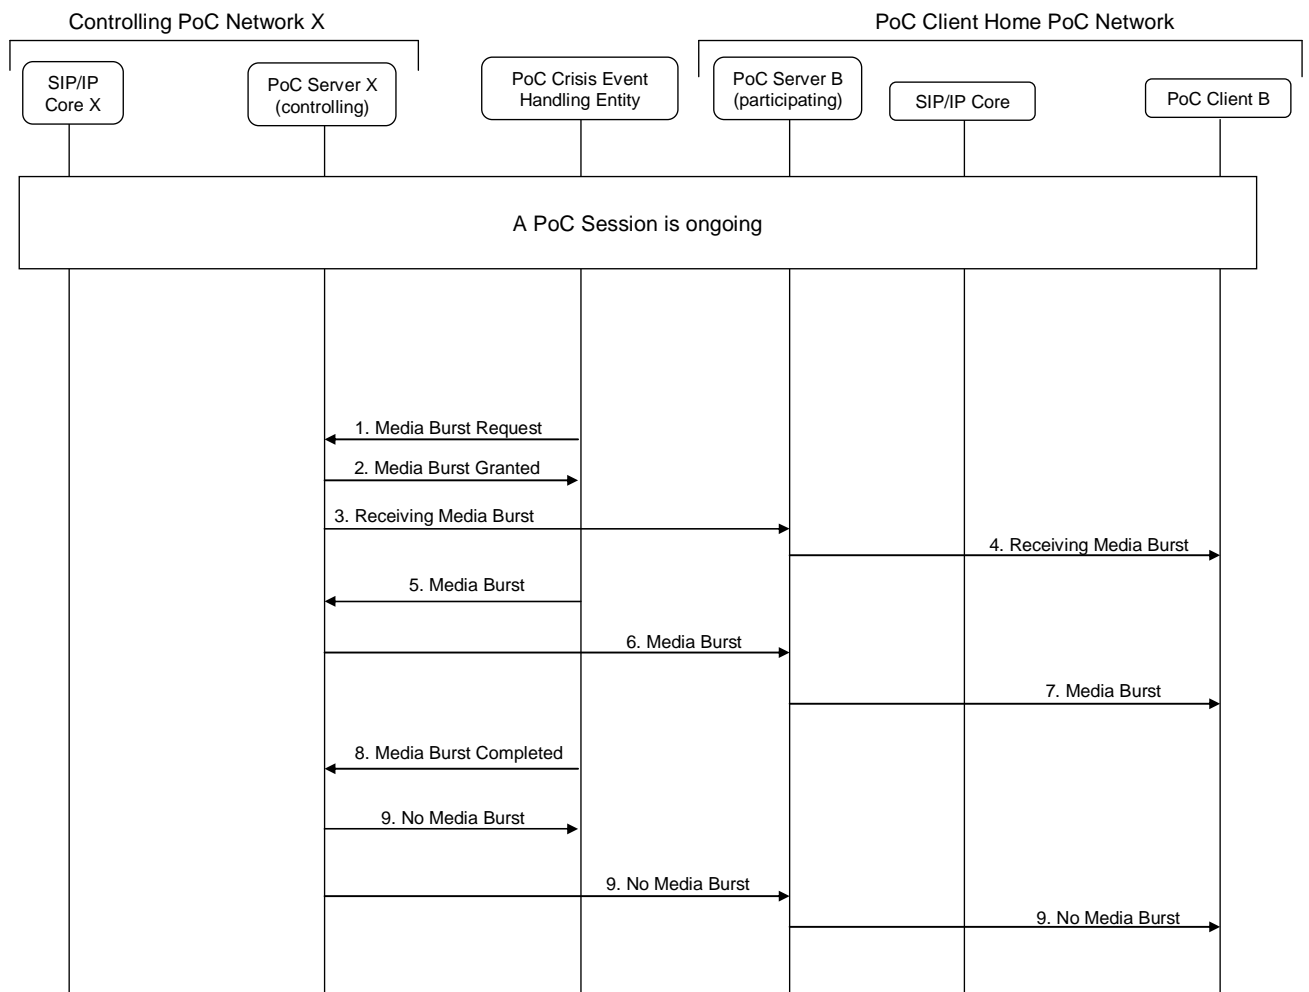 Controlling PoC Network X
PoC Client Home PoC Network
SIP/IP
Core X
PoC Server X
(controlling)
PoC Crisis Event
Handling Entity
PoC Server B
(participating)
SIP/IP Core
PoC Client B
A PoC Session is ongoing
1. Media Burst Request
2. Media Burst Granted
3. Receiving Media Burst
4. Receiving Media Burst
5. Media Burst
6. Media Burst
7. Media Burst
8. Media Burst Completed
9. No Media Burst
9. No Media Burst
9. No Media Burst